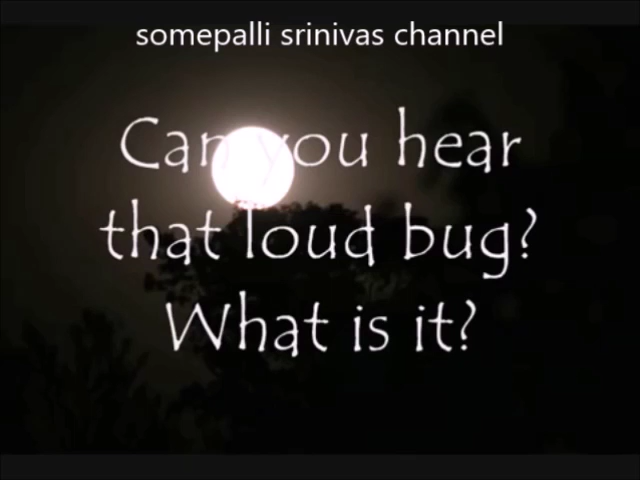 somepalli srinivas channel
Can you hear
that loud bug?
What is it?